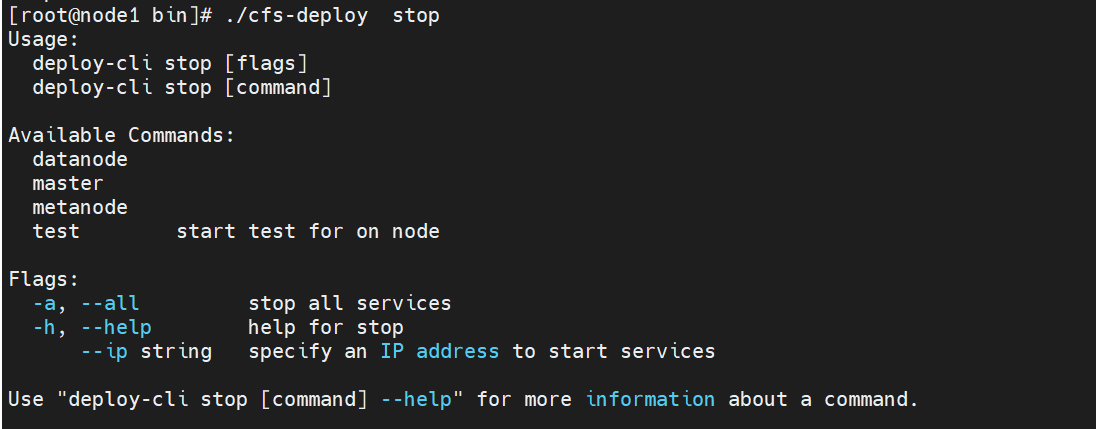 [root@node1 bin]# ./cfs-deploy  stop
Usage:
  deploy-cli stop [flags]
  deploy-cli stop [command]

Available Commands:
  datanode
  master
  metanode
  test        start test for on node

Flags:
  -a, --all         stop all services
  -h, --help        help for stop
      --ip string   specify an IP address to start services

Use "deploy-cli stop [command] --help" for more information about a command.